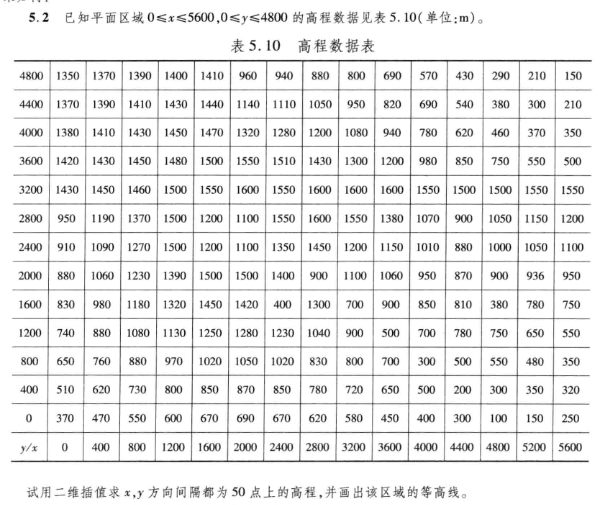 5.2 已知平面区域 0≤x≤5600,0≤y≤4800 的高程数据见表 5.10(单位:m)。
表 5.10 高程数据表
4800 1350 1370 1390 1400 1410 960 940 880 800 690 570 430 290 210 150
4400 1370 1390 1410 1430 1440 1140 1110 1050 950 820 690 540 380 300 210
4000 1380 1410 1430 1450 1470 1320 1280 1200 1080 940 780 620 460 370 350
3600 1420 1430 1450 1480 1500 1550 1510 1430 1300 1200 980 850 750 550 500
3200 1430 1450 1460 1500 1550 1600 1550 1600 1600 1600 1550 1500 1500 1550 1550
2800 950 1190 1370 1500 1200 1100 1550 1600 1550 1380 1070 900 1050 1150 1200
2400 910 1090 1270 1500 1200 1100 1350 1450 1200 1150 1010 880 1000 1050 1100
2000 880 1060 1230 1390 1500 1500 1400 900 1100 1060 950 870 900 936 950
1600 830 980 1180 1320 1450 1420 400 1300 700 900 850 810 380 780 750
1200 740 880 1080 1130 1250 1280 1230 1040 900 500 700 780 750 650 550
800 650 760 880 970 1020 1050 1020 830 800 700 300 500 550 480 350
400 510 620 730 800 850 870 850 780 720 650 500 200 300 350 320
0 370 470 550 600 670 690 670 620 580 450 400 300 100 150 250
y/x 0 400 800 1200 1600 2000 2400 2800 3200 3600 4000 4400 4800 5200 5600
试用二维插值求 x,y 方向间隔都为 50 点上的高程,并画出该区域的等高线。